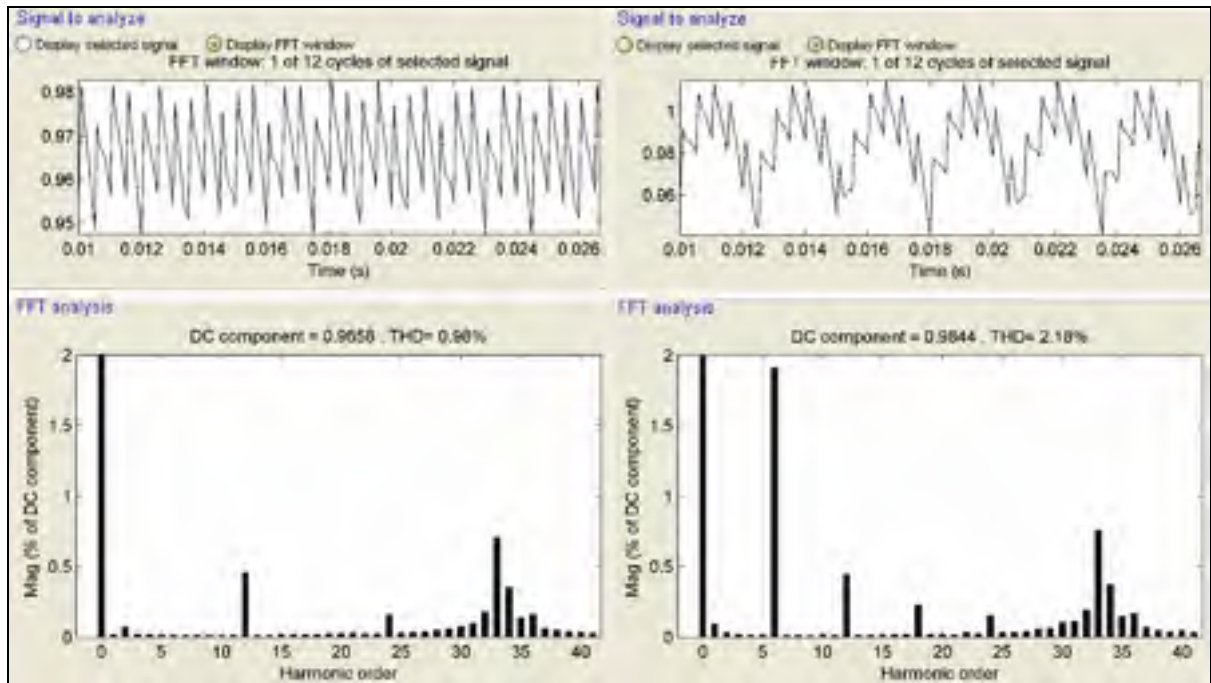 Signal to analyze
Display selected signal Display FFT window
FFT window: 1 of 12 cycles of selected signal
0.98
0.97
0.96
0.95
0.01 0.012 0.014 0.016 0.018 0.02 0.022 0.024 0.026
Time (s)
FFT analysis
DC component = 0.9658 , THD= 0.98%
2
1.5
1
0.5
0
Mag (% of DC component)
0 5 10 15 20 25 30 35 40
Harmonic order
Signal to analyze
Display selected signal Display FFT window
FFT window: 1 of 12 cycles of selected signal
1
0.98
0.96
0.01 0.012 0.014 0.016 0.018 0.02 0.022 0.024 0.026
Time (s)
FFT analysis
DC component = 0.9844 , THD= 2.18%
2
1.5
1
0.5
0
Mag (% of DC component)
0 5 10 15 20 25 30 35 40
Harmonic order